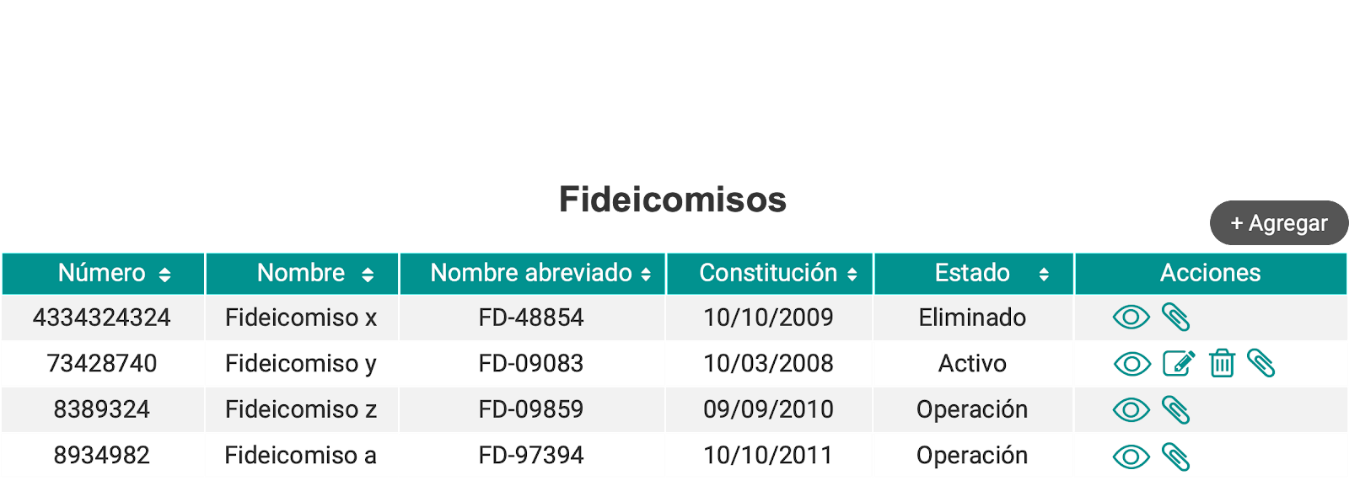 Fideicomisos
+ Agregar
Número Nombre Nombre abreviado Constitución Estado Acciones
4334324324 Fideicomiso x FD-48854 10/10/2009 Eliminado
73428740 Fideicomiso y FD-09083 10/03/2008 Activo
8389324 Fideicomiso z FD-09859 09/09/2010 Operación
8934982 Fideicomiso a FD-97394 10/10/2011 Operación